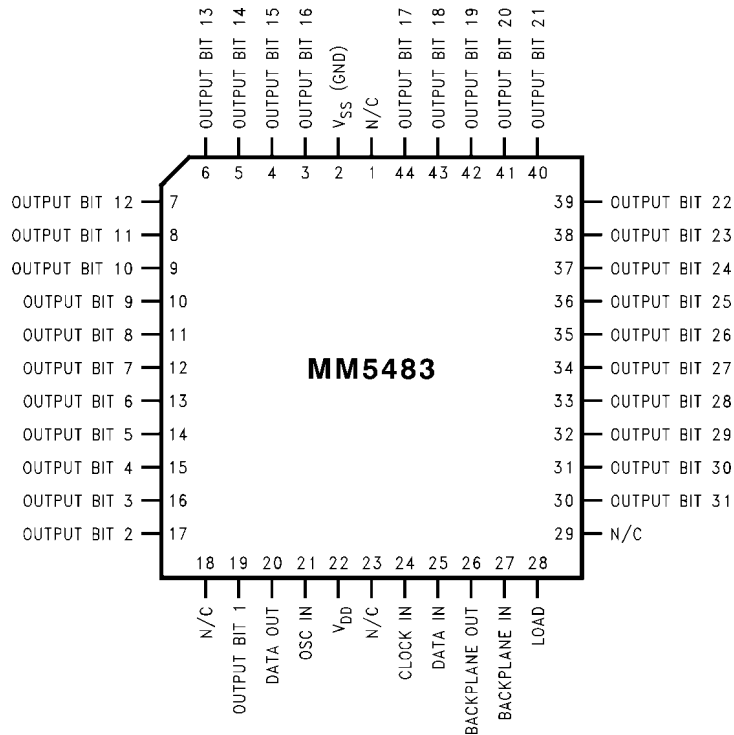 OUTPUT BIT 13
OUTPUT BIT 14
OUTPUT BIT 15
OUTPUT BIT 16
VSS (GND)
N/C
OUTPUT BIT 17
OUTPUT BIT 18
OUTPUT BIT 19
OUTPUT BIT 20
OUTPUT BIT 21
6 5 4 3 2 1 44 43 42 41 40
OUTPUT BIT 12 7
OUTPUT BIT 11 8
OUTPUT BIT 10 9
OUTPUT BIT 9 10
OUTPUT BIT 8 11
OUTPUT BIT 7 12
OUTPUT BIT 6 13
OUTPUT BIT 5 14
OUTPUT BIT 4 15
OUTPUT BIT 3 16
OUTPUT BIT 2 17
MM5483
39 OUTPUT BIT 22
38 OUTPUT BIT 23
37 OUTPUT BIT 24
36 OUTPUT BIT 25
35 OUTPUT BIT 26
34 OUTPUT BIT 27
33 OUTPUT BIT 28
32 OUTPUT BIT 29
31 OUTPUT BIT 30
30 OUTPUT BIT 31
29 N/C
18 19 20 21 22 23 24 25 26 27 28
N/C
OUTPUT BIT 1
DATA OUT
OSC IN
VDD
N/C
CLOCK IN
DATA IN
BACKPLANE OUT
BACKPLANE IN
LOAD